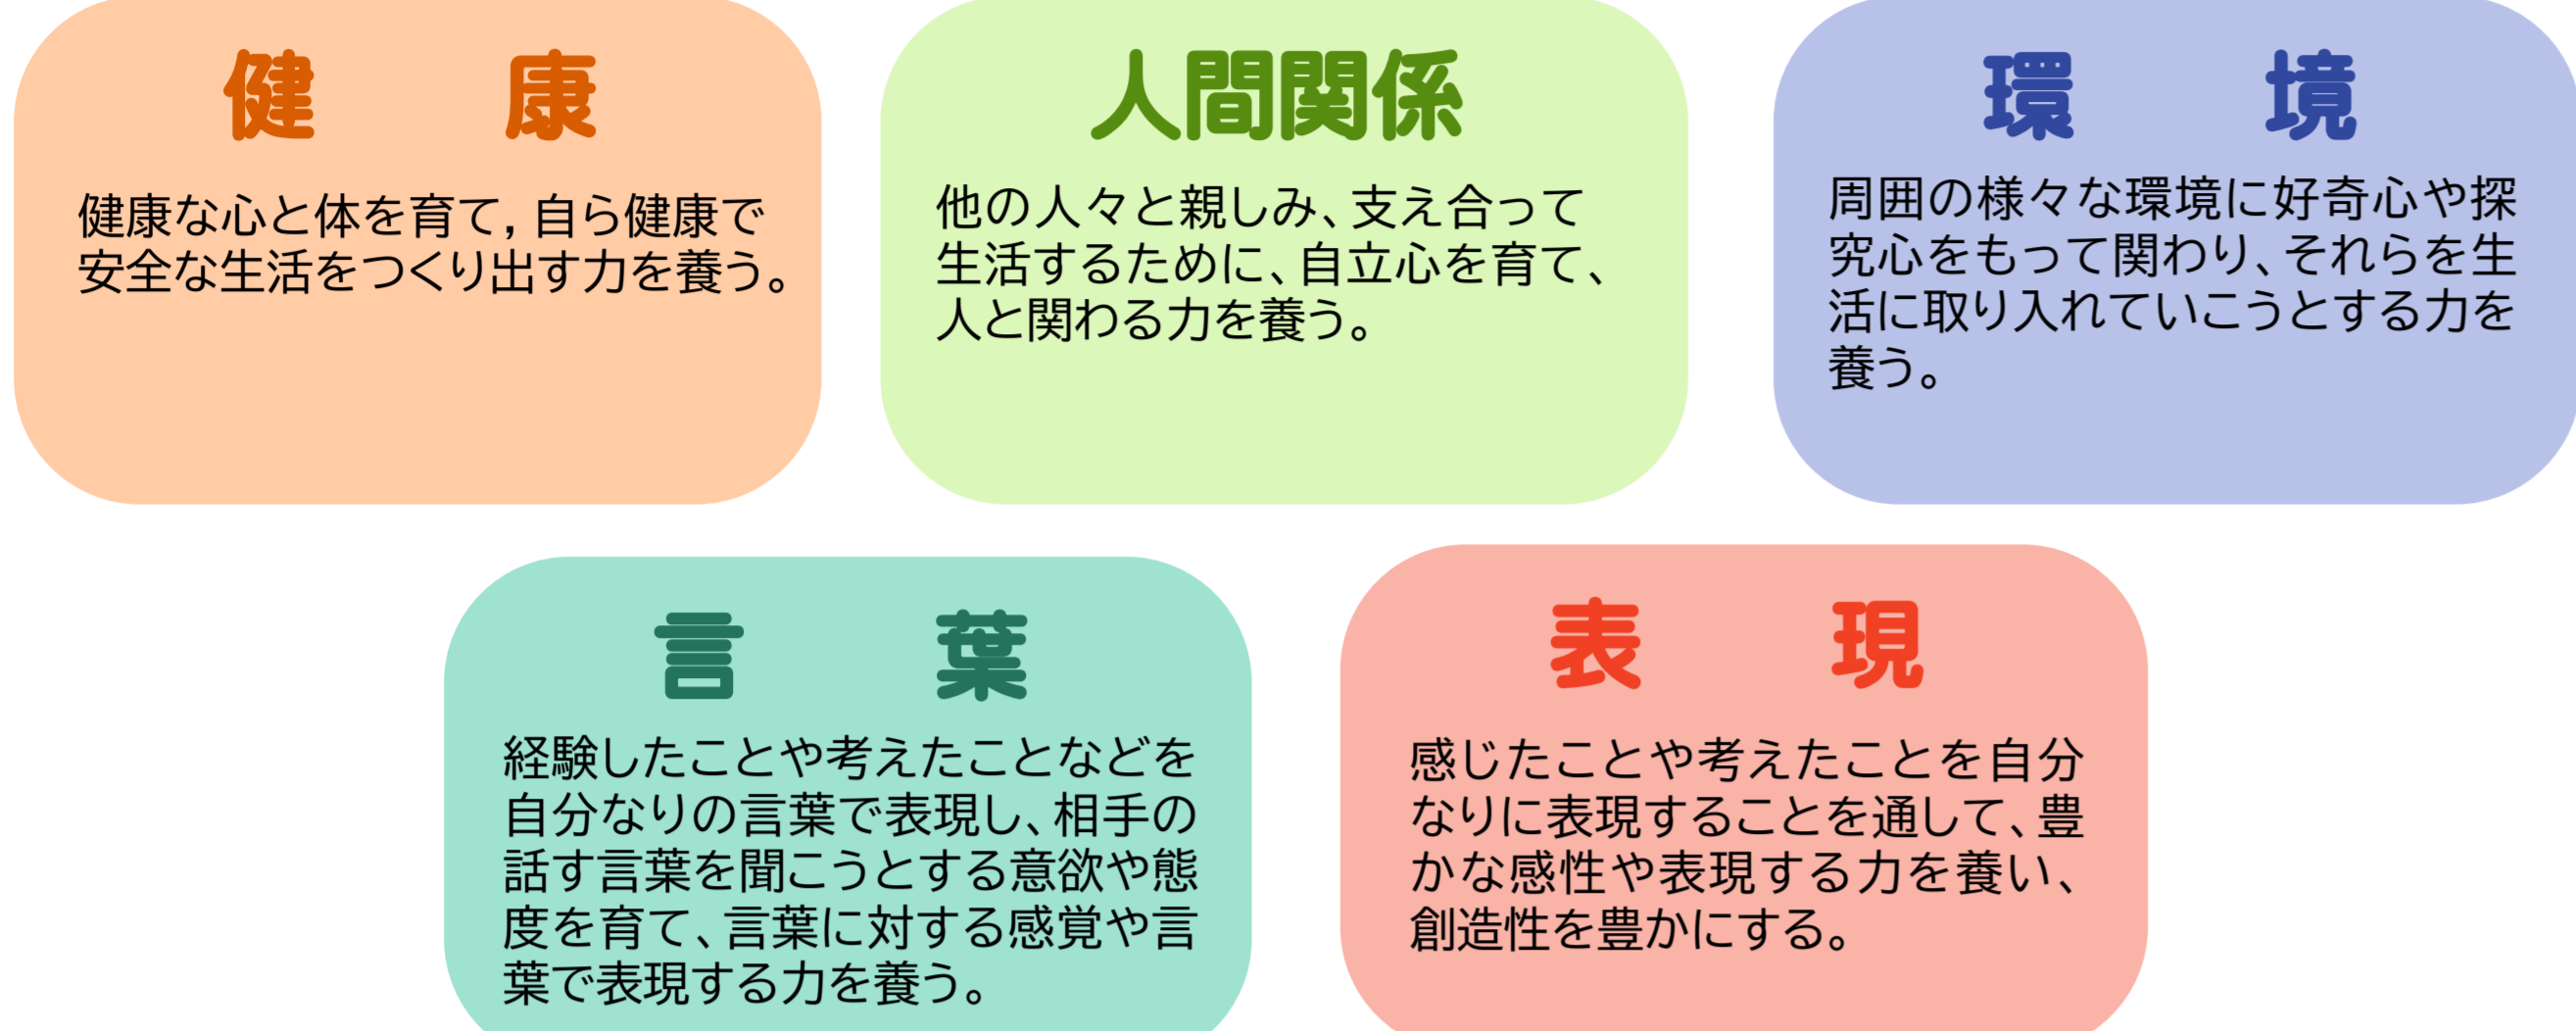 健　康
健康な心と体を育て，自ら健康で
安全な生活をつくり出す力を養う。
人間関係
他の人々と親しみ、支え合って
生活するために、自立心を育て、
人と関わる力を養う。
環　境
周囲の様々な環境に好奇心や探
究心をもって関わり、それらを生
活に取り入れていこうとする力を
養う。
言　葉
経験したことや考えたことなどを
自分なりの言葉で表現し、相手の
話す言葉を聞こうとする意欲や態
度を育て、言葉に対する感覚や言
葉で表現する力を養う。
表　現
感じたことや考えたことを自分
なりに表現することを通して、豊
かな感性や表現する力を養い、
創造性を豊かにする。